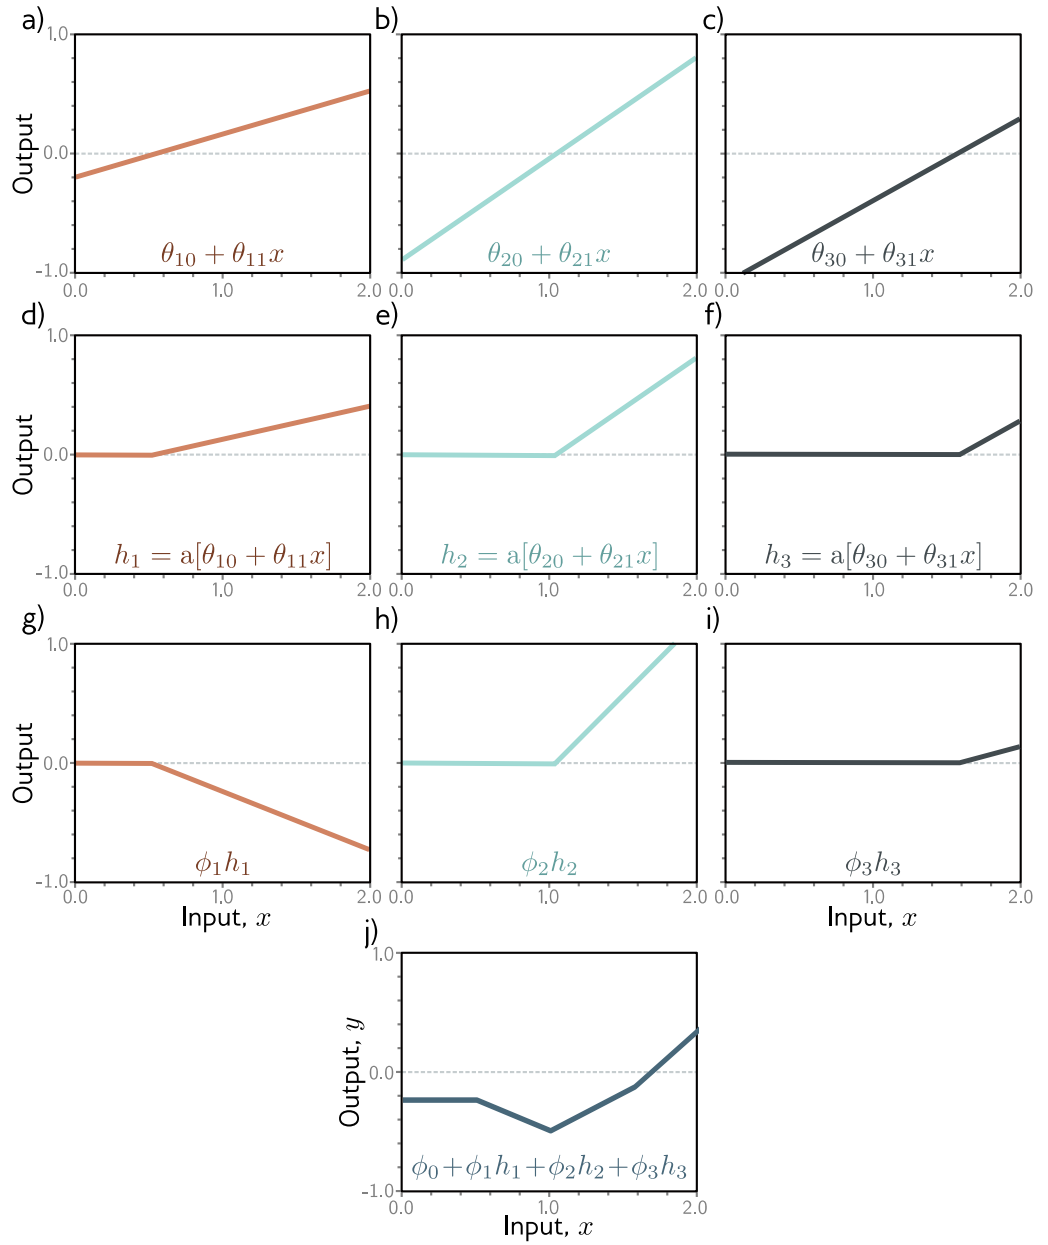 a) b) c)
1.0
Output
0.0
θ₁₀ + θ₁₁x θ₂₀ + θ₂₁x θ₃₀ + θ₃₁x
-1.0
0.0 2.0 0.0 1.0 2.0 0.0 1.0 2.0
d) e) f)
1.0
Output
0.0
h₁ = a[θ₁₀ + θ₁₁x] h₂ = a[θ₂₀ + θ₂₁x] h₃ = a[θ₃₀ + θ₃₁x]
-1.0
0.0 1.0 2.0 0.0 1.0 2.0 0.0 1.0 2.0
g) h) i)
1.0
Output
0.0
ϕ₁h₁ ϕ₂h₂ ϕ₃h₃
-1.0
0.0 1.0 2.0 0.0 1.0 2.0 0.0 1.0 2.0
Input, x
j)
1.0
Output, y
0.0
ϕ₀+ϕ₁h₁+ϕ₂h₂+ϕ₃h₃
-1.0
0.0 1.0 2.0
Input, x